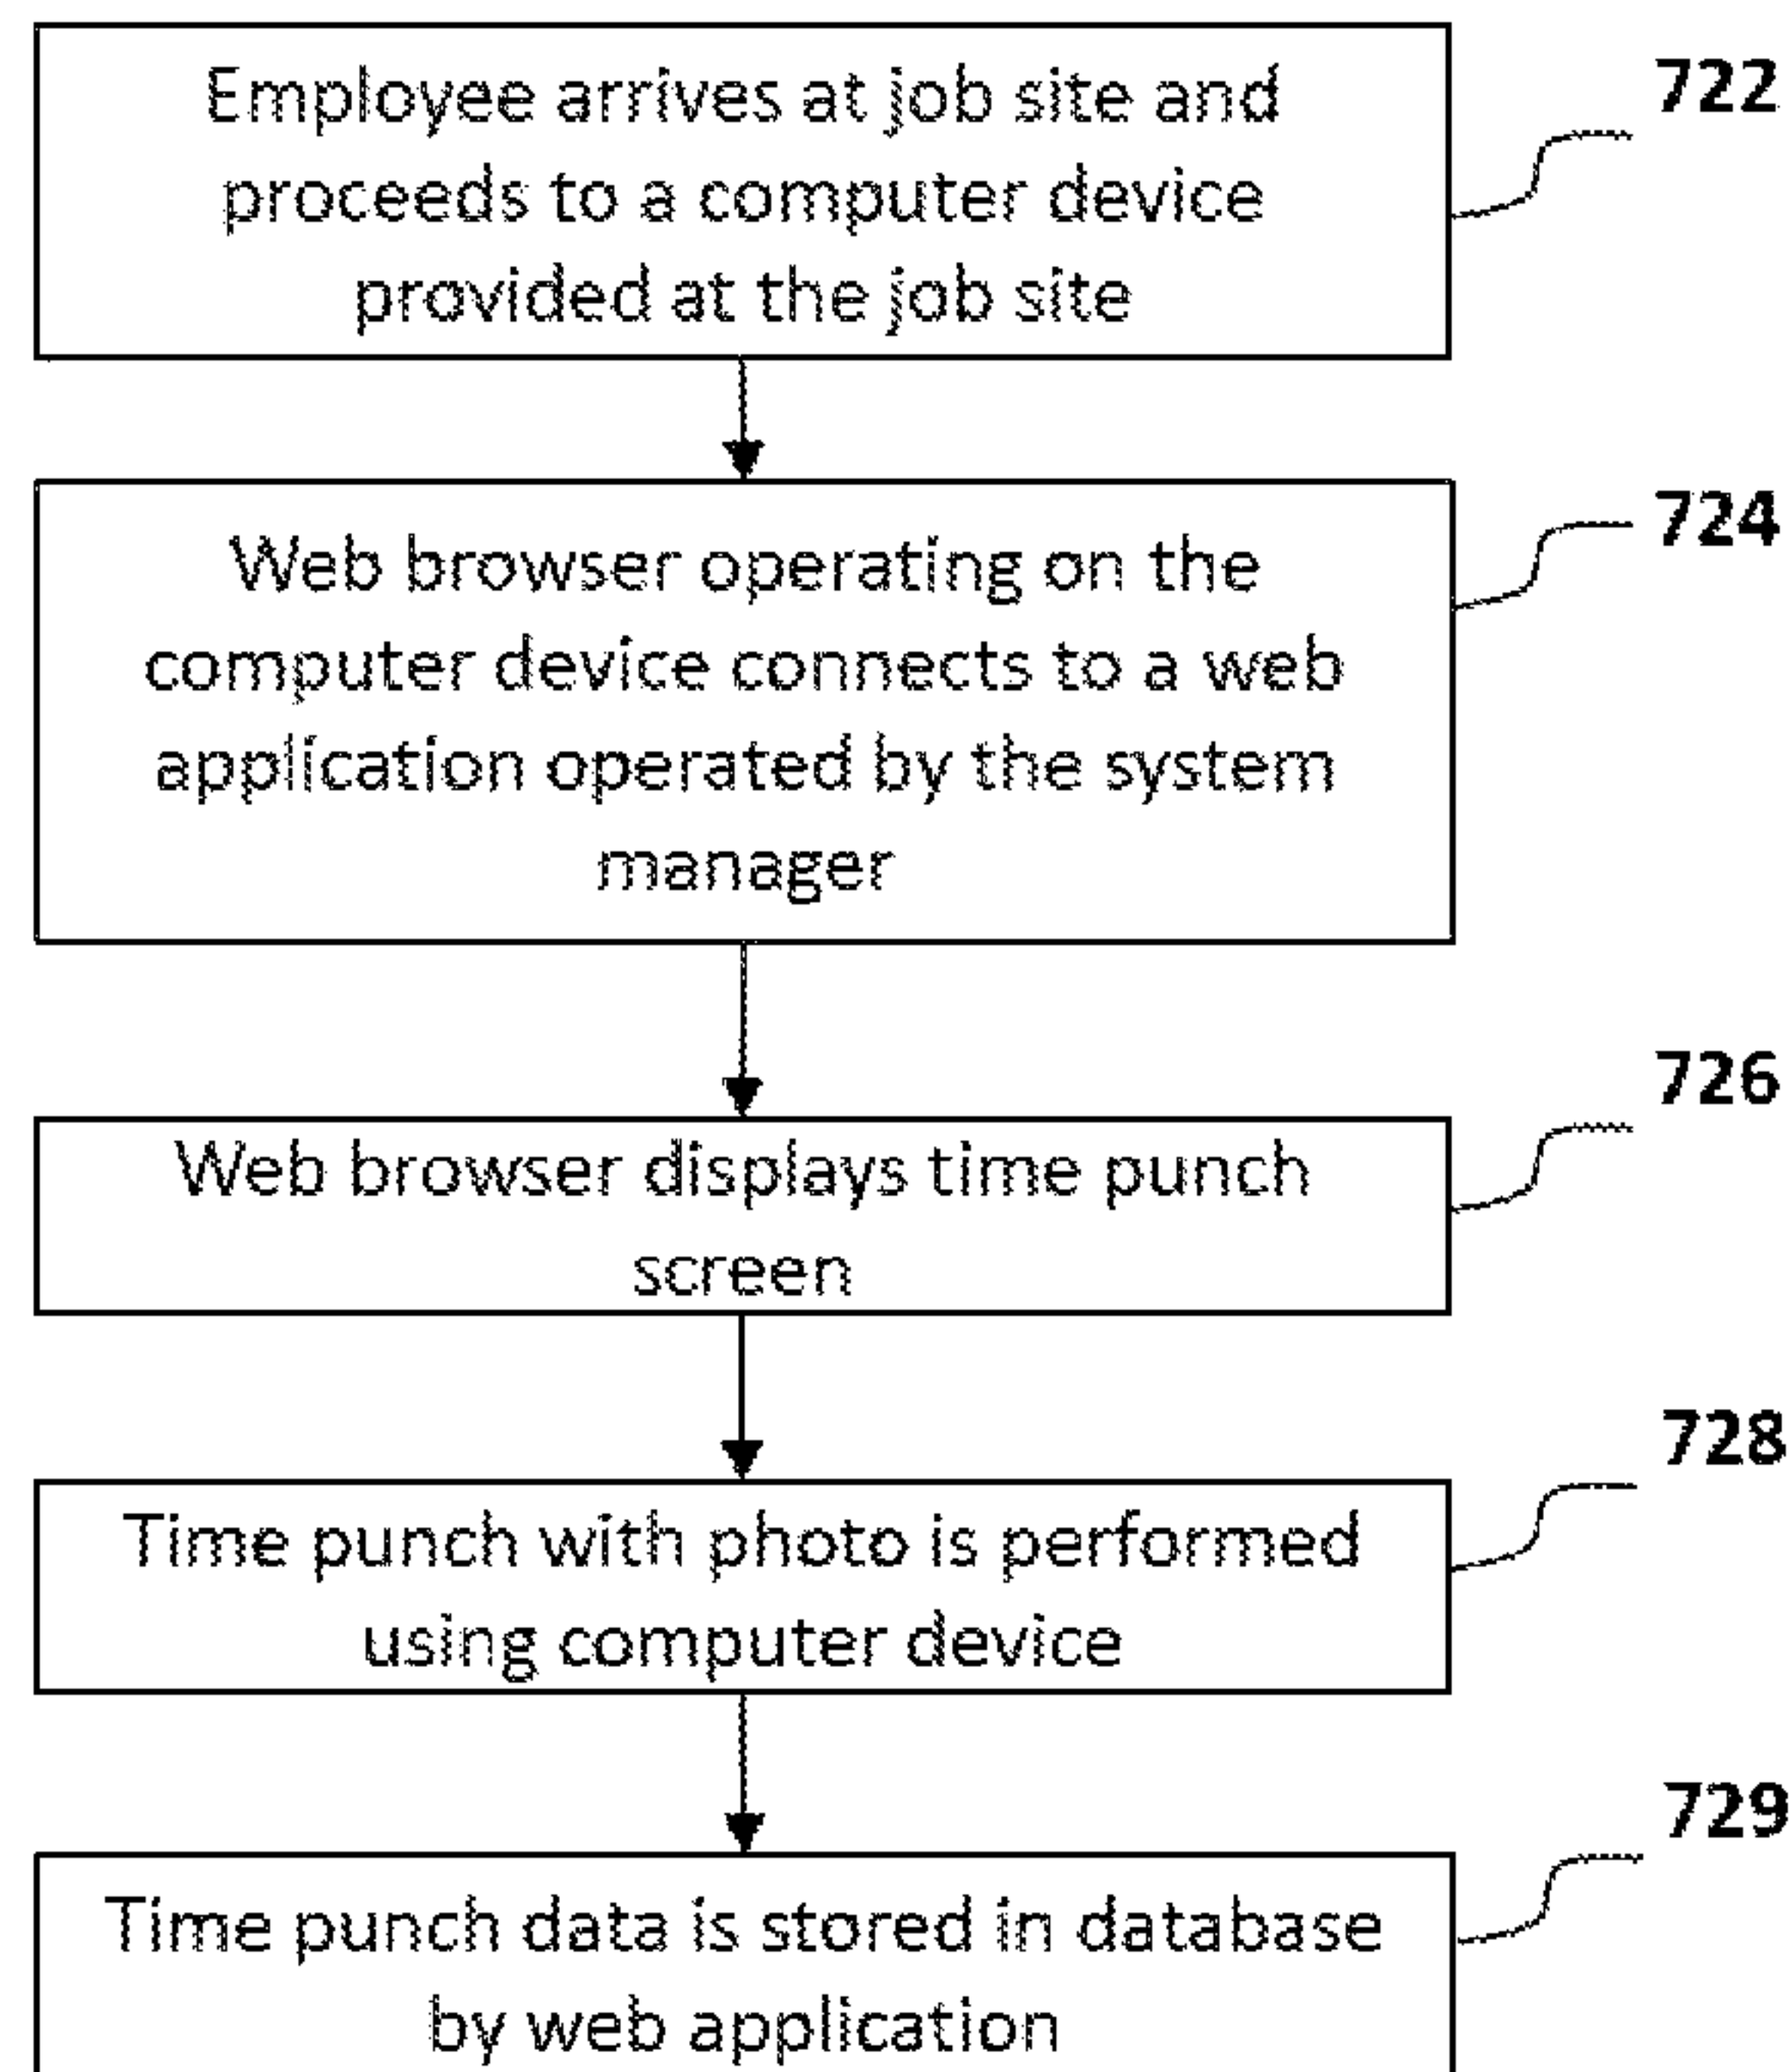 Employee arrives at job site and
proceeds to a computer device
provided at the job site
722
Web browser operating on the
computer device connects to a web
application operated by the system
manager
724
Web browser displays time punch
screen
726
Time punch with photo is performed
using computer device
728
Time punch data is stored in database
by web application
729